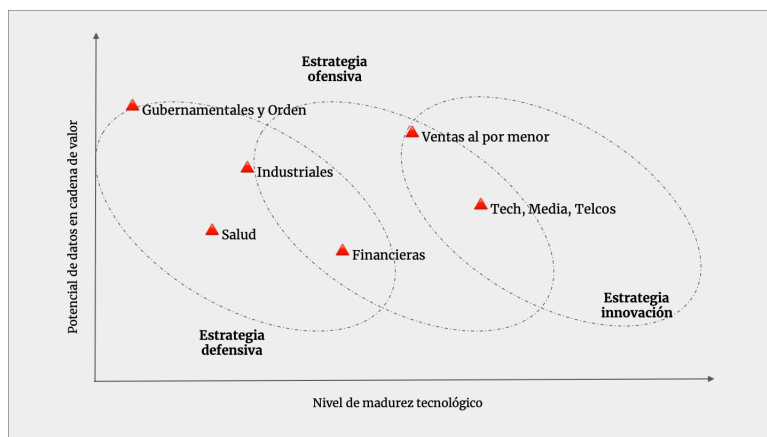 Estrategia
ofensiva
Gubernamentales y Orden
Ventas al por menor
Industriales
Tech, Media, Telcos
Salud
Financieras
Estrategia
innovación
Estrategia
defensiva
Potencial de datos en cadena de valor
Nivel de madurez tecnológico